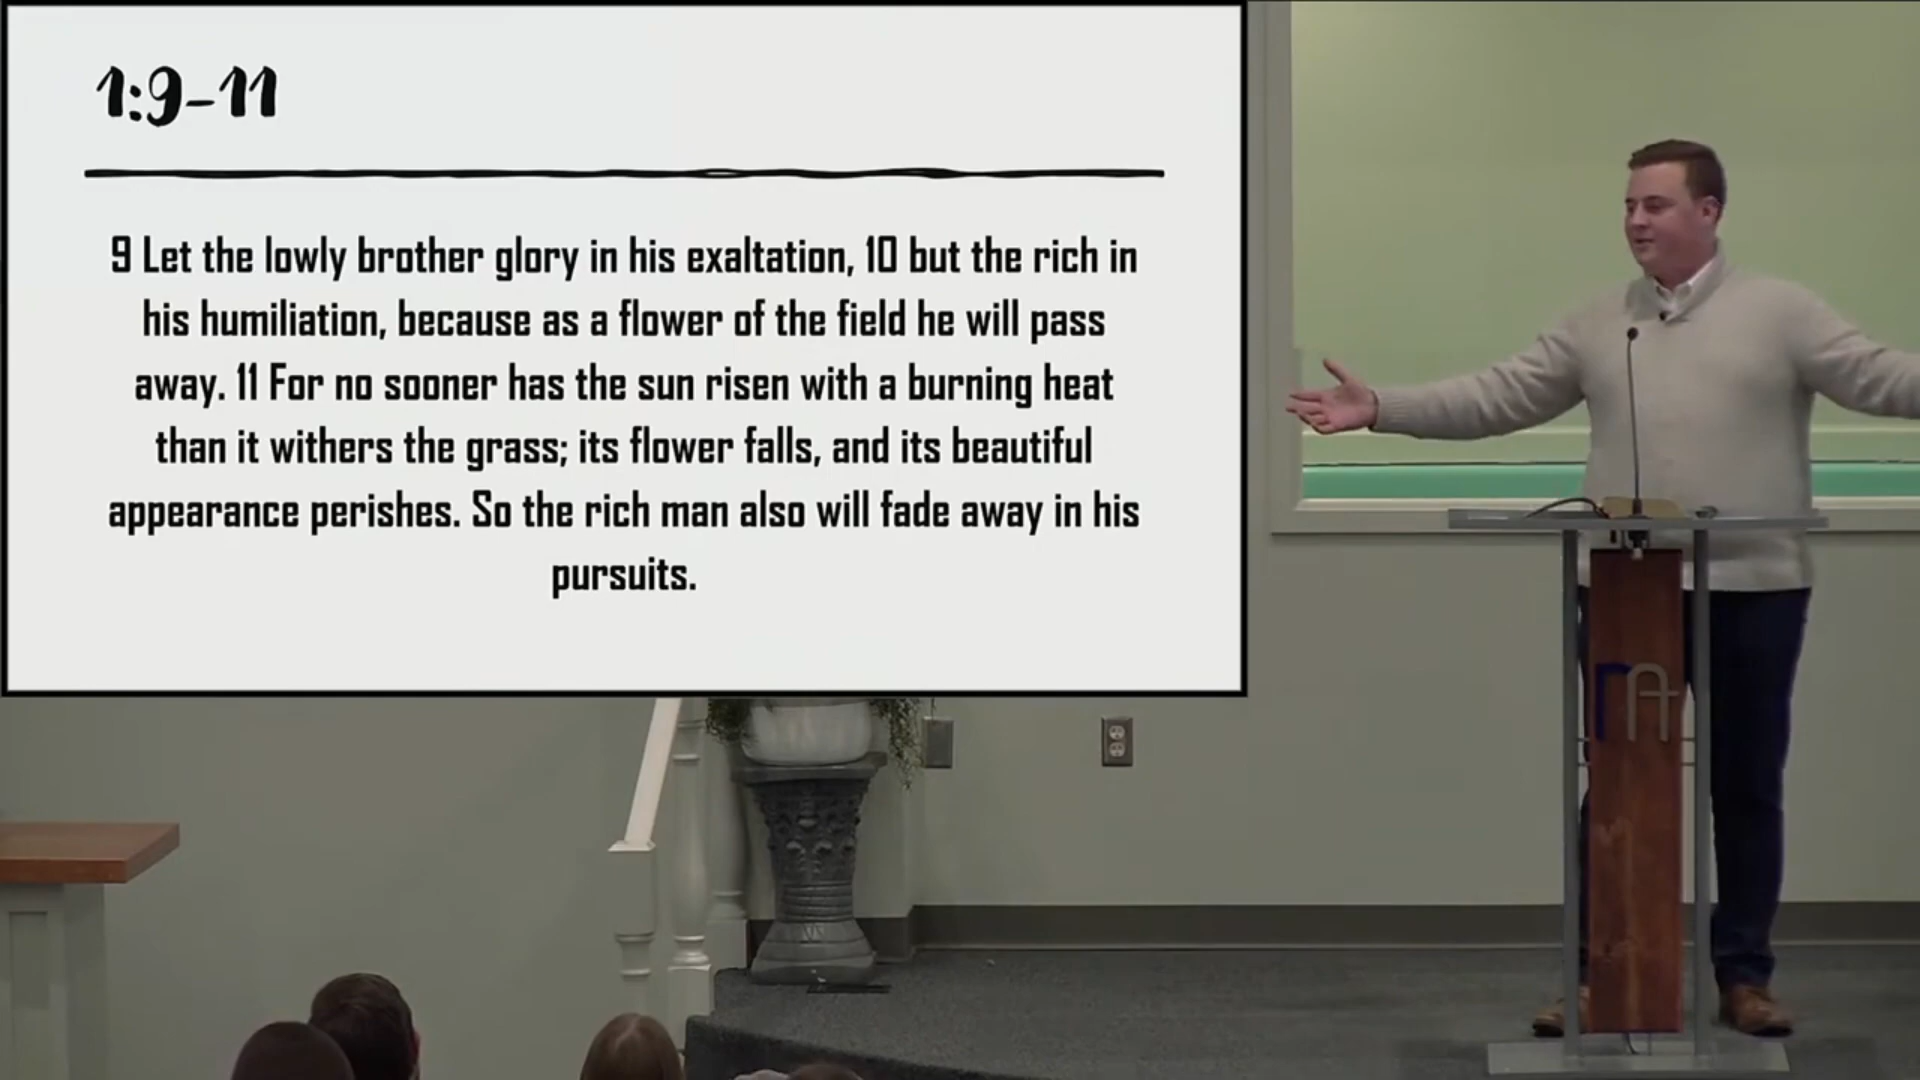 1:9-11
9 Let the lowly brother glory in his exaltation, 10 but the rich in
his humiliation, because as a flower of the field he will pass
away. 11 For no sooner has the sun risen with a burning heat
than it withers the grass; its flower falls, and its beautiful
appearance perishes. So the rich man also will fade away in his
pursuits.